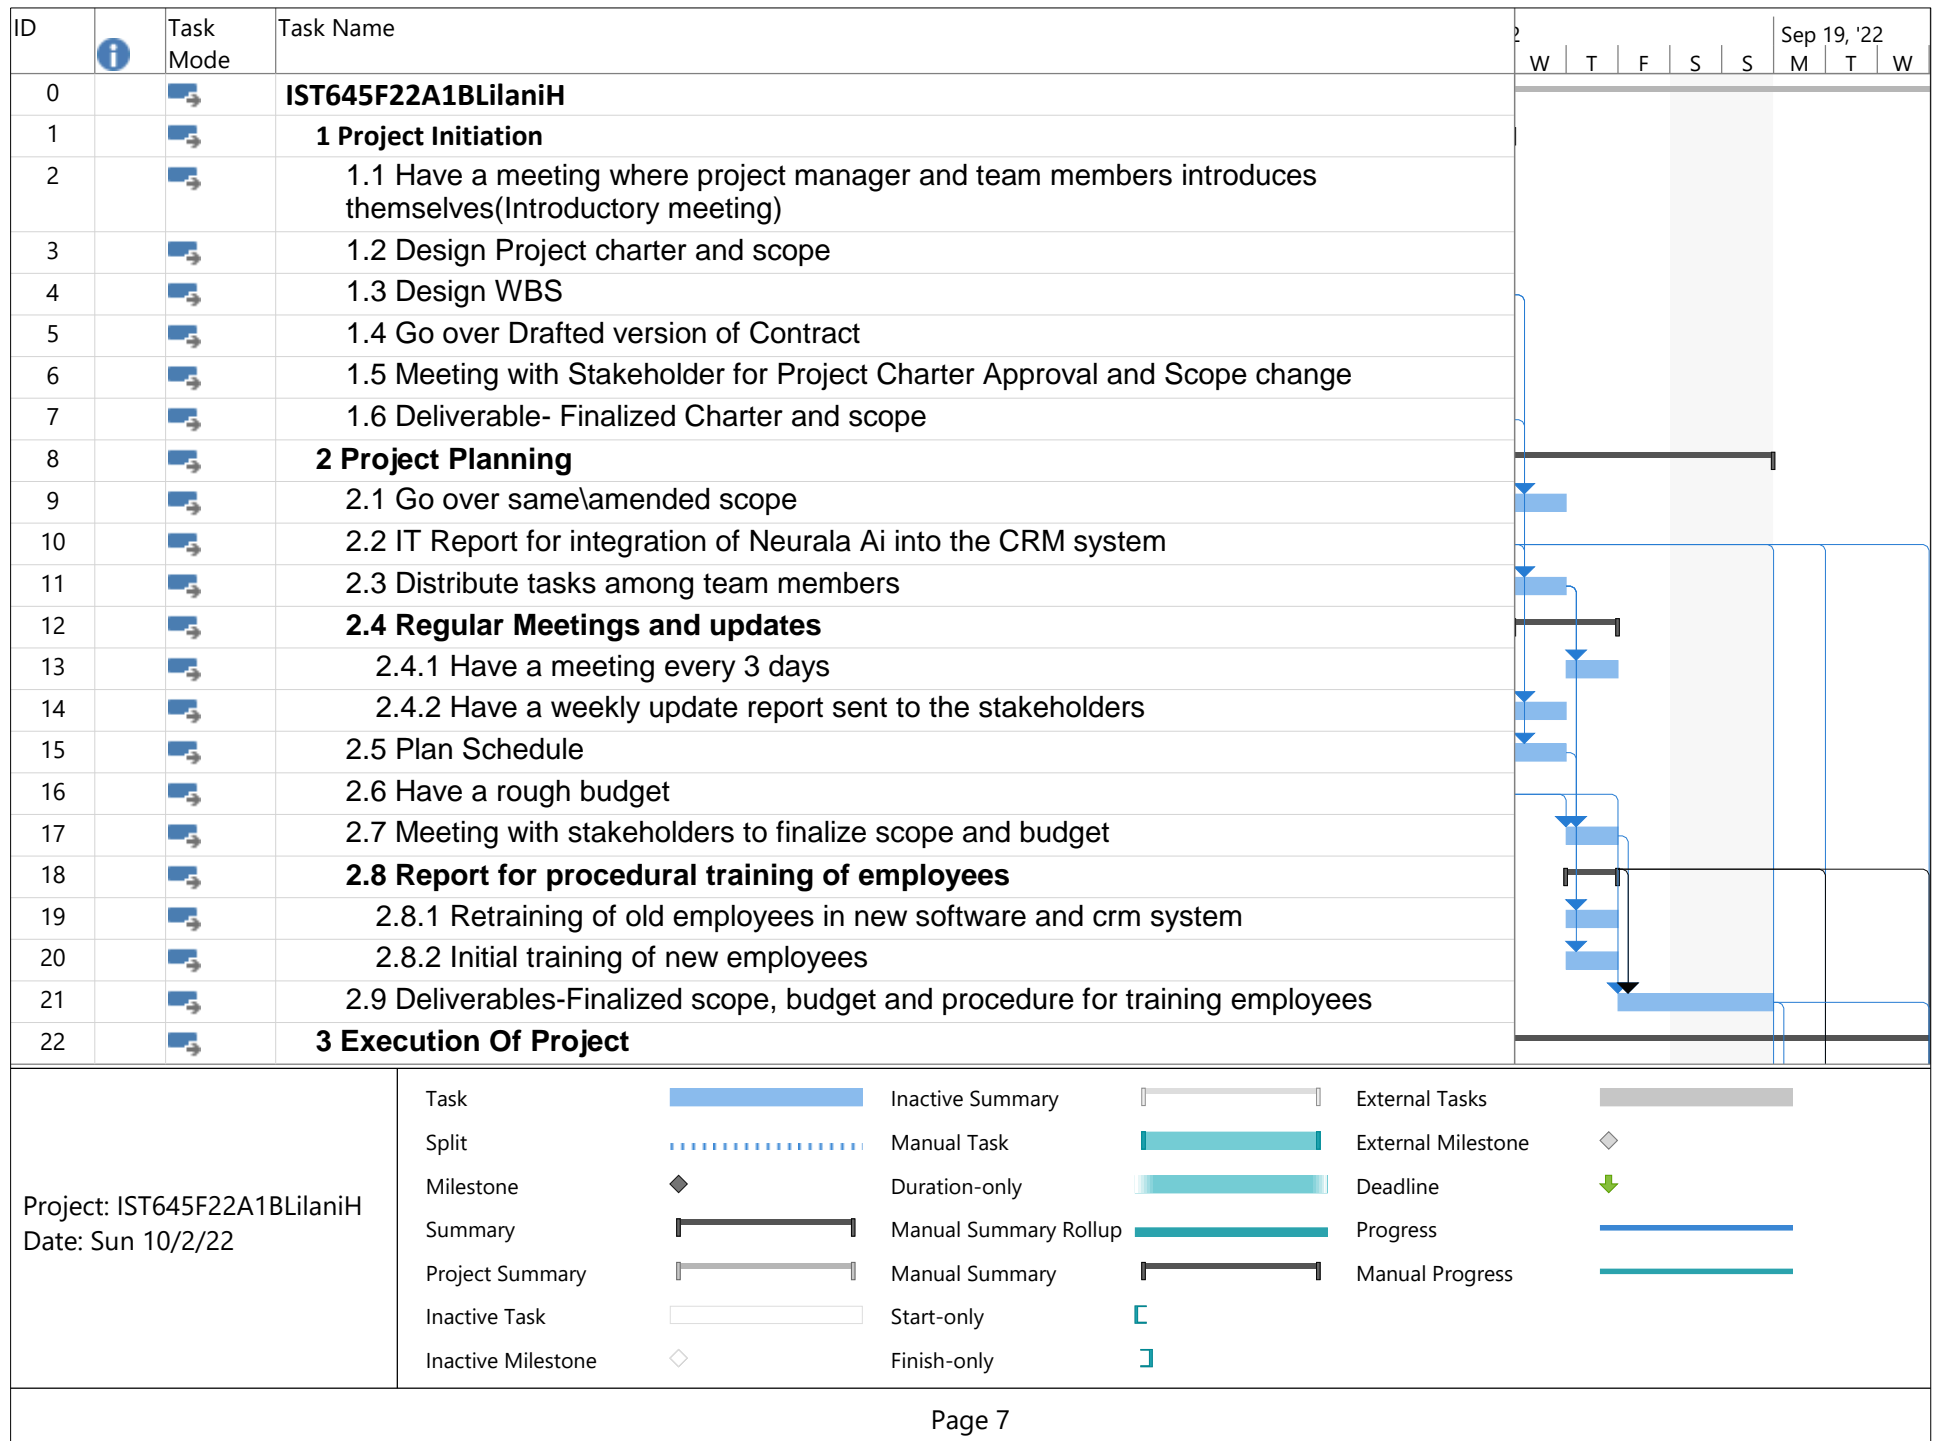 ID Task Mode Task Name
2 Sep 19, '22
W T F S S M T W
0 IST645F22A1BLilaniH
1 1 Project Initiation
2 1.1 Have a meeting where project manager and team members introduces
themselves(Introductory meeting)
3 1.2 Design Project charter and scope
4 1.3 Design WBS
5 1.4 Go over Drafted version of Contract
6 1.5 Meeting with Stakeholder for Project Charter Approval and Scope change
7 1.6 Deliverable- Finalized Charter and scope
8 2 Project Planning
9 2.1 Go over same\amended scope
10 2.2 IT Report for integration of Neurala Ai into the CRM system
11 2.3 Distribute tasks among team members
12 2.4 Regular Meetings and updates
13 2.4.1 Have a meeting every 3 days
14 2.4.2 Have a weekly update report sent to the stakeholders
15 2.5 Plan Schedule
16 2.6 Have a rough budget
17 2.7 Meeting with stakeholders to finalize scope and budget
18 2.8 Report for procedural training of employees
19 2.8.1 Retraining of old employees in new software and crm system
20 2.8.2 Initial training of new employees
21 2.9 Deliverables-Finalized scope, budget and procedure for training employees
22 3 Execution Of Project
Project: IST645F22A1BLilaniH
Date: Sun 10/2/22
Task Inactive Summary External Tasks
Split Manual Task External Milestone
Milestone Duration-only Deadline
Summary Manual Summary Rollup Progress
Project Summary Manual Summary Manual Progress
Inactive Task Start-only
Inactive Milestone Finish-only
Page 7